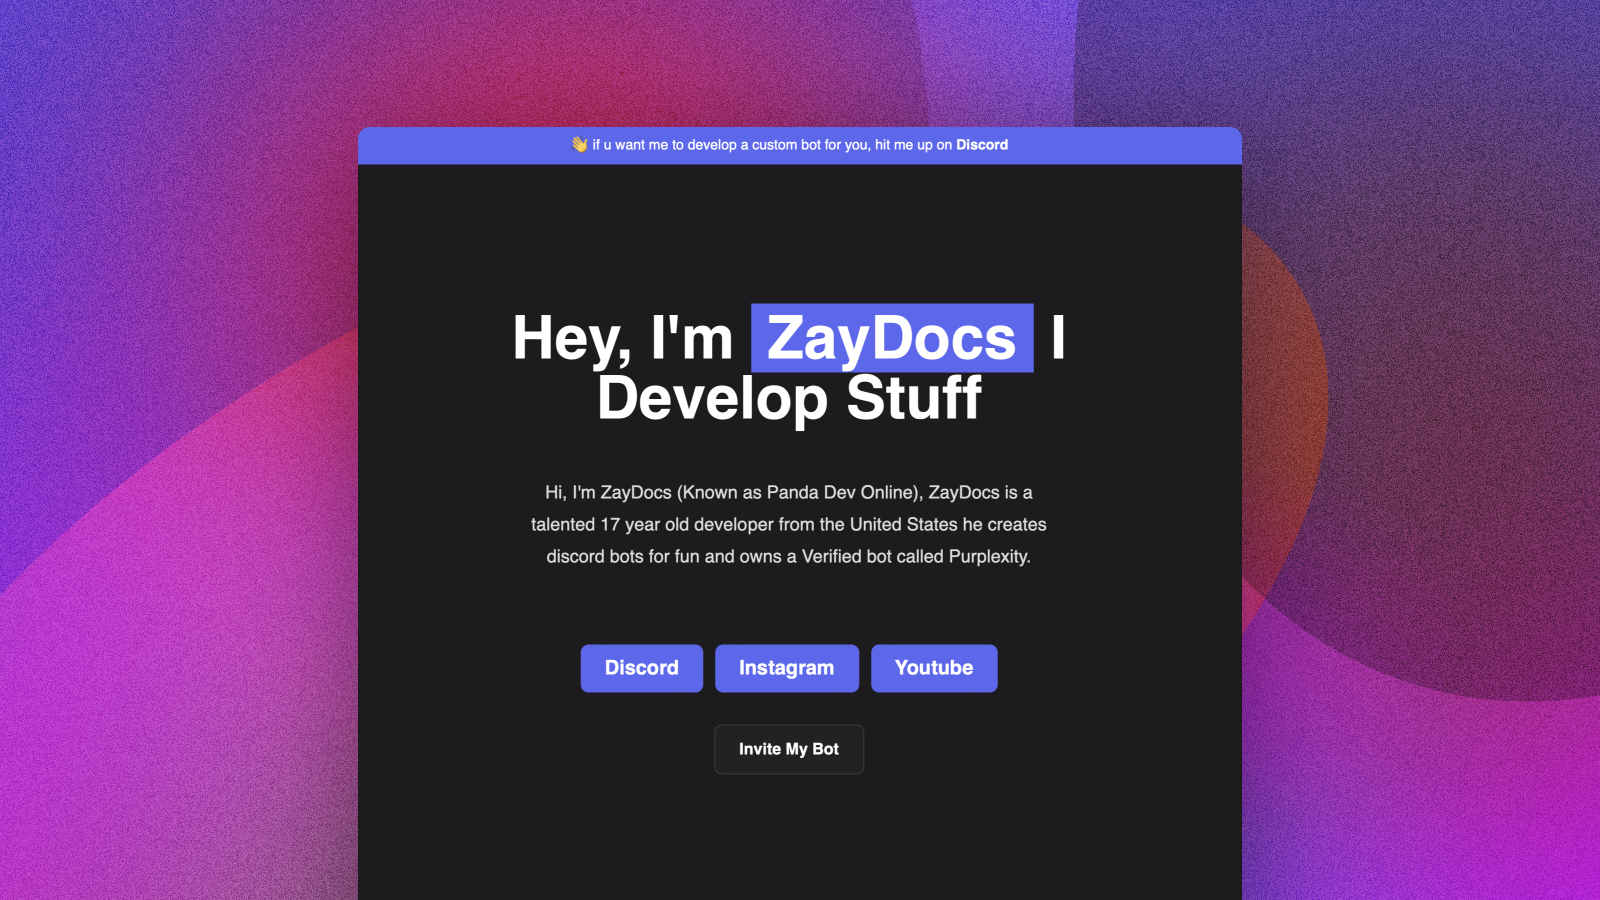 👋 if u want me to develop a custom bot for you, hit me up on Discord
Hey, I'm ZayDocs I
Develop Stuff
Hi, I'm ZayDocs (Known as Panda Dev Online), ZayDocs is a
talented 17 year old developer from the United States he creates
discord bots for fun and owns a Verified bot called Purplexity.
Discord Instagram Youtube
Invite My Bot